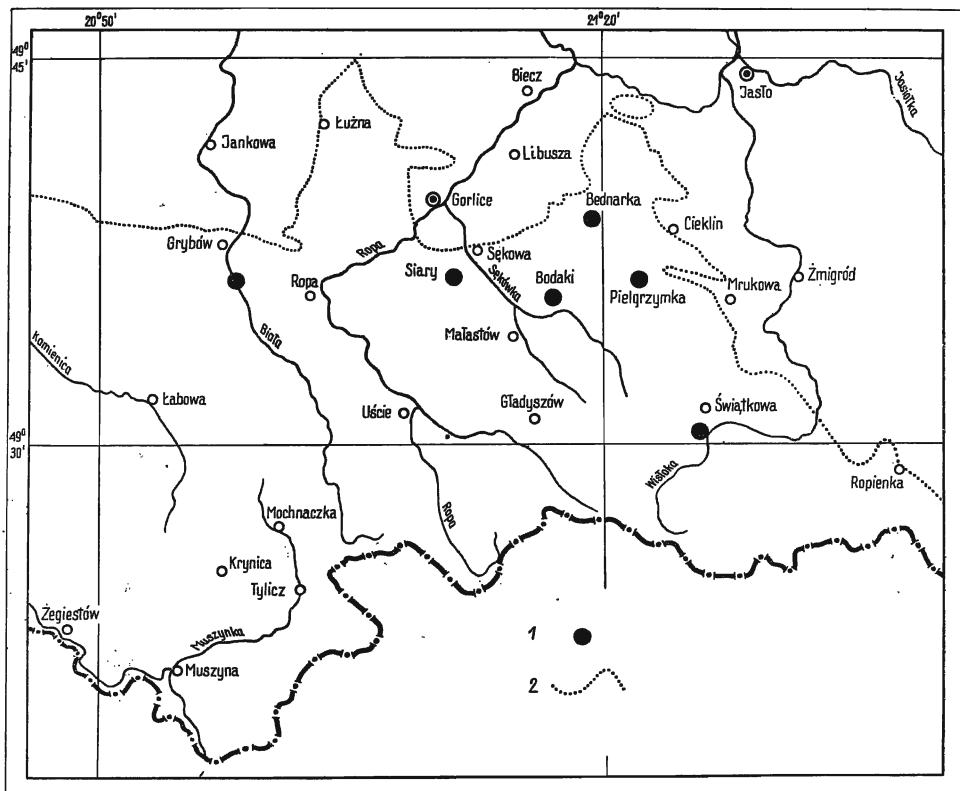 20°50'
21°20'
49°
45'
Biecz
Jasło
Jasiołka
Łużna
Jankowa
Libusza
Gorlice
Bednarka
Cieklin
Grybów
Ropa
Sękowa
Siary
Sękówka
Bodaki
Pielgrzymka
Mrukowa
Żmigród
Ropa
Biała
Małastów
Kamienica
Łabowa
Uście
Gładyszów
Świątkowa
49°
30'
Wisłoka
Ropienka
Ropa
Mochnaczka
Krynica
Tylicz
Żegiestów
Muszynka
Muszyna
1
2